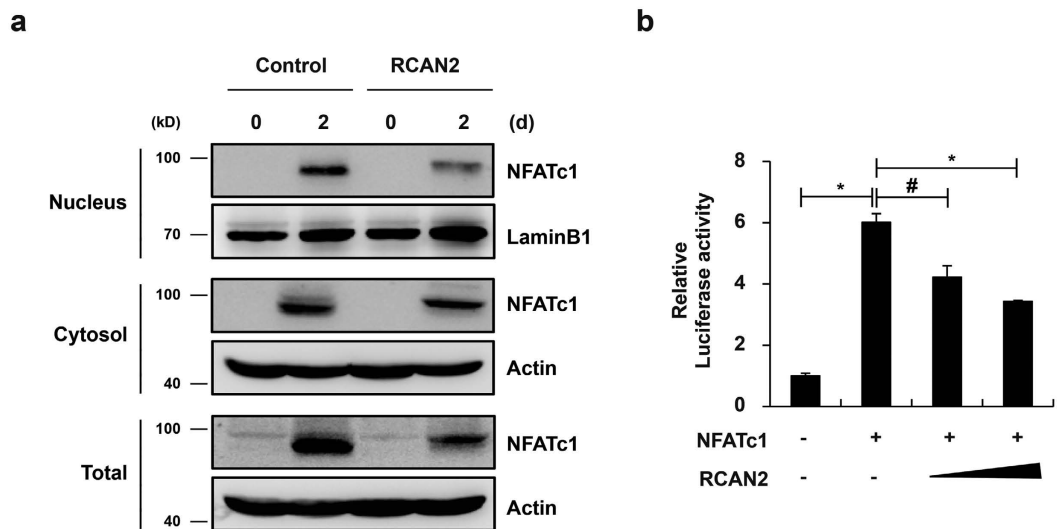 a
Control RCAN2
(kD) 0 2 0 2 (d)
Nucleus
100
NFATc1
70
LaminB1
Cytosol
100
NFATc1
40
Actin
Total
100
NFATc1
40
Actin
b
Relative
Luciferase activity
8
6
4
2
0
* # *
NFATc1 - + + +
RCAN2 - -